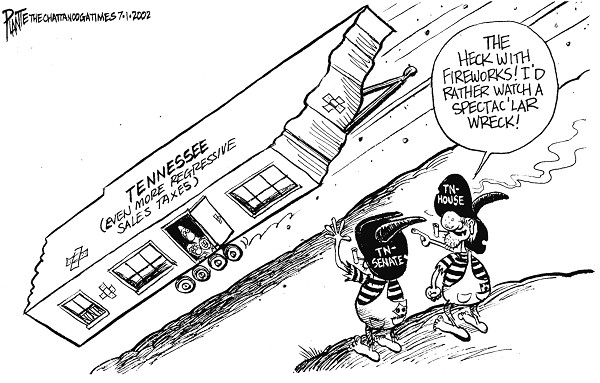 PLANTE THE CHATTANOOGA TIMES 7·1·2002
THE
HECK WITH
FIREWORKS! I'D
RATHER WATCH A
SPECTAC'LAR
WRECK!
TENNESSEE
(EVEN MORE REGRESSIVE
SALES TAXES)
TN-
HOUSE
TN-
SENATE